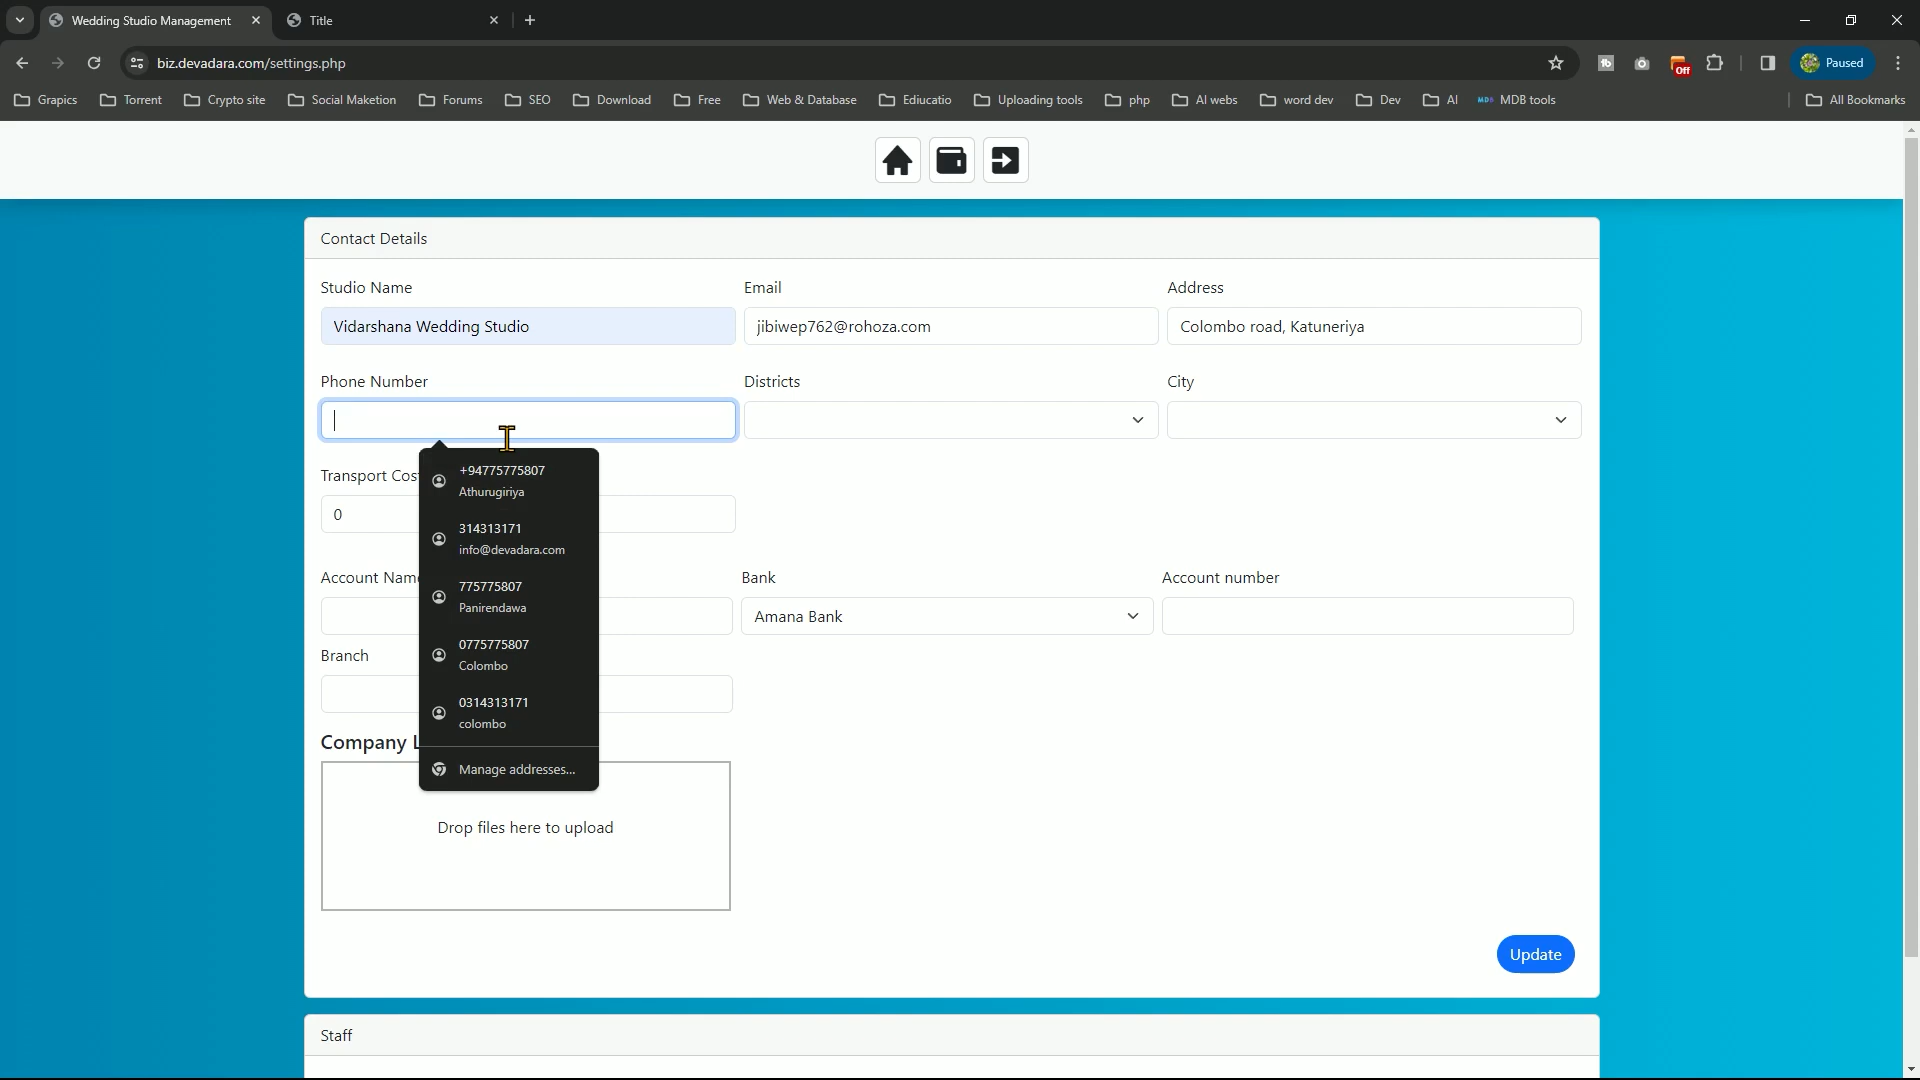 Wedding Studio Management
Title
biz.devadara.com/settings.php
Off
Paused
Grapics
Torrent
Crypto site
Social Maketion
Forums
SEO
Download
Free
Web & Database
Ediucatio
Uploading tools
php
AI webs
word dev
Dev
AI
MDB tools
All Bookmarks
Contact Details
Studio Name
Email
Address
Vidarshana Wedding Studio
jibiwep762@rohoza.com
Colombo road, Katuneriya
Phone Number
Districts
City
+94775775807
Athurugiriya
314313171
info@devadara.com
775775807
Panirendawa
0775775807
Colombo
0314313171
colombo
Manage addresses...
Transport Cos
0
Account Nam
Bank
Account number
Amana Bank
Branch
Company L
Drop files here to upload
Update
Staff